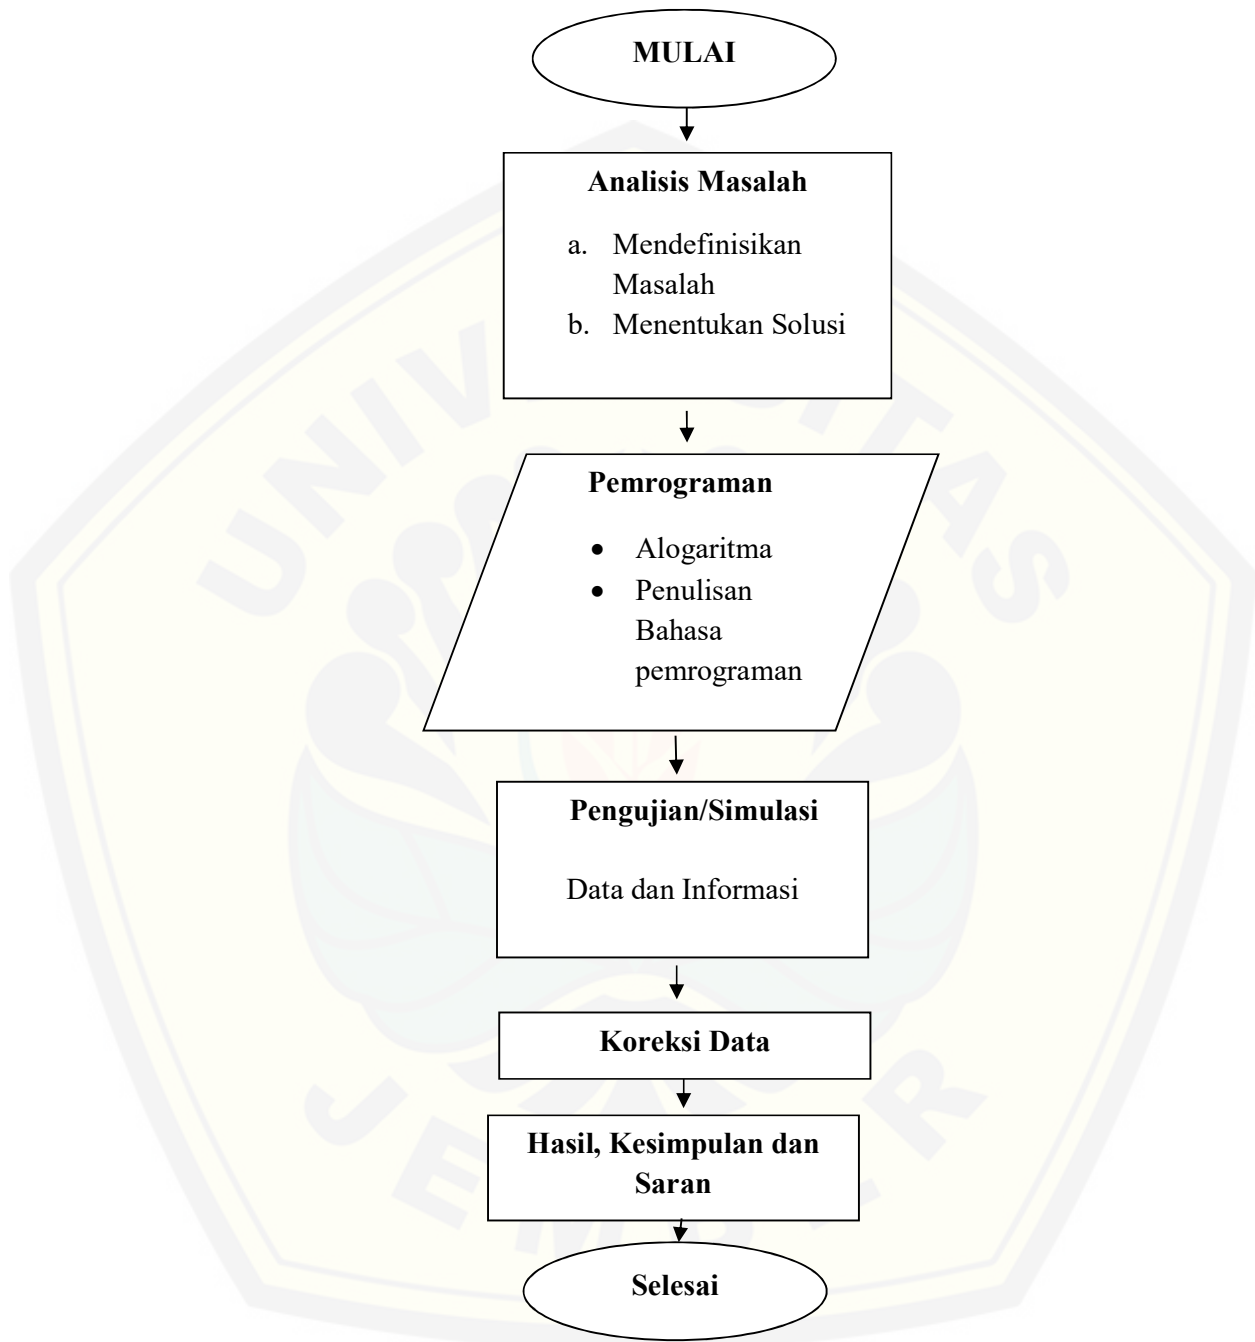 MULAI
Analisis Masalah
a. Mendefinisikan
Masalah
b. Menentukan Solusi
Pemrograman
• Alogaritma
• Penulisan
Bahasa
pemrograman
Pengujian/Simulasi
Data dan Informasi
Koreksi Data
Hasil, Kesimpulan dan
Saran
Selesai